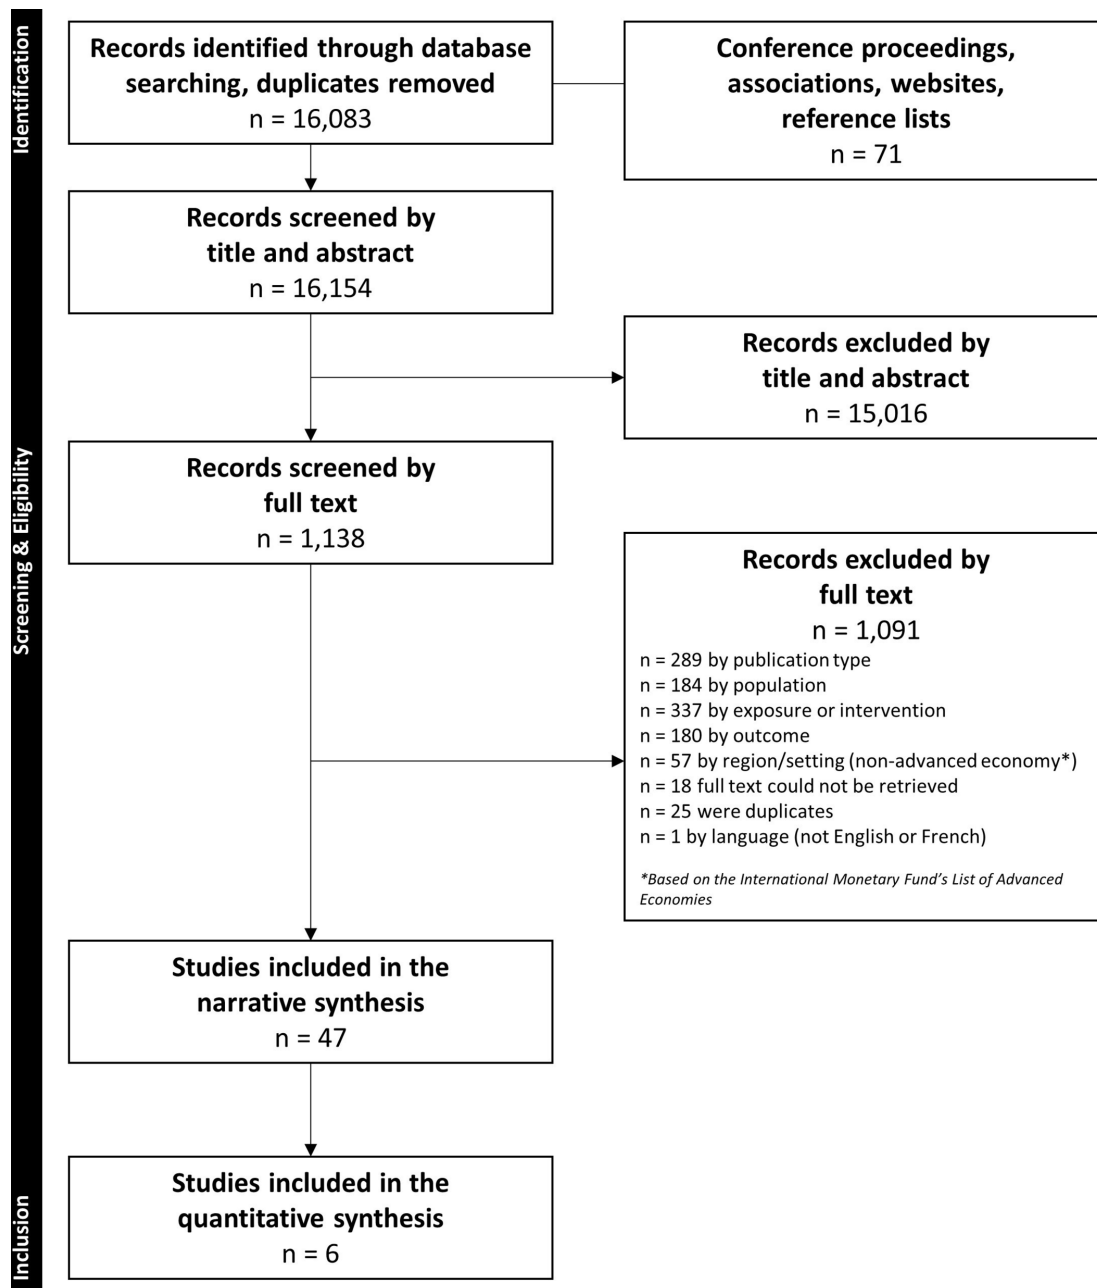 Identification
Records identified through database
searching, duplicates removed
n = 16,083
Conference proceedings,
associations, websites,
reference lists
n = 71
Screening & Eligibility
Records screened by
title and abstract
n = 16,154
Records excluded by
title and abstract
n = 15,016
Records screened by
full text
n = 1,138
Records excluded by
full text
n = 1,091
n = 289 by publication type
n = 184 by population
n = 337 by exposure or intervention
n = 180 by outcome
n = 57 by region/setting (non-advanced economy*)
n = 18 full text could not be retrieved
n = 25 were duplicates
n = 1 by language (not English or French)
*Based on the International Monetary Fund's List of Advanced
Economies
Inclusion
Studies included in the
narrative synthesis
n = 47
Studies included in the
quantitative synthesis
n = 6